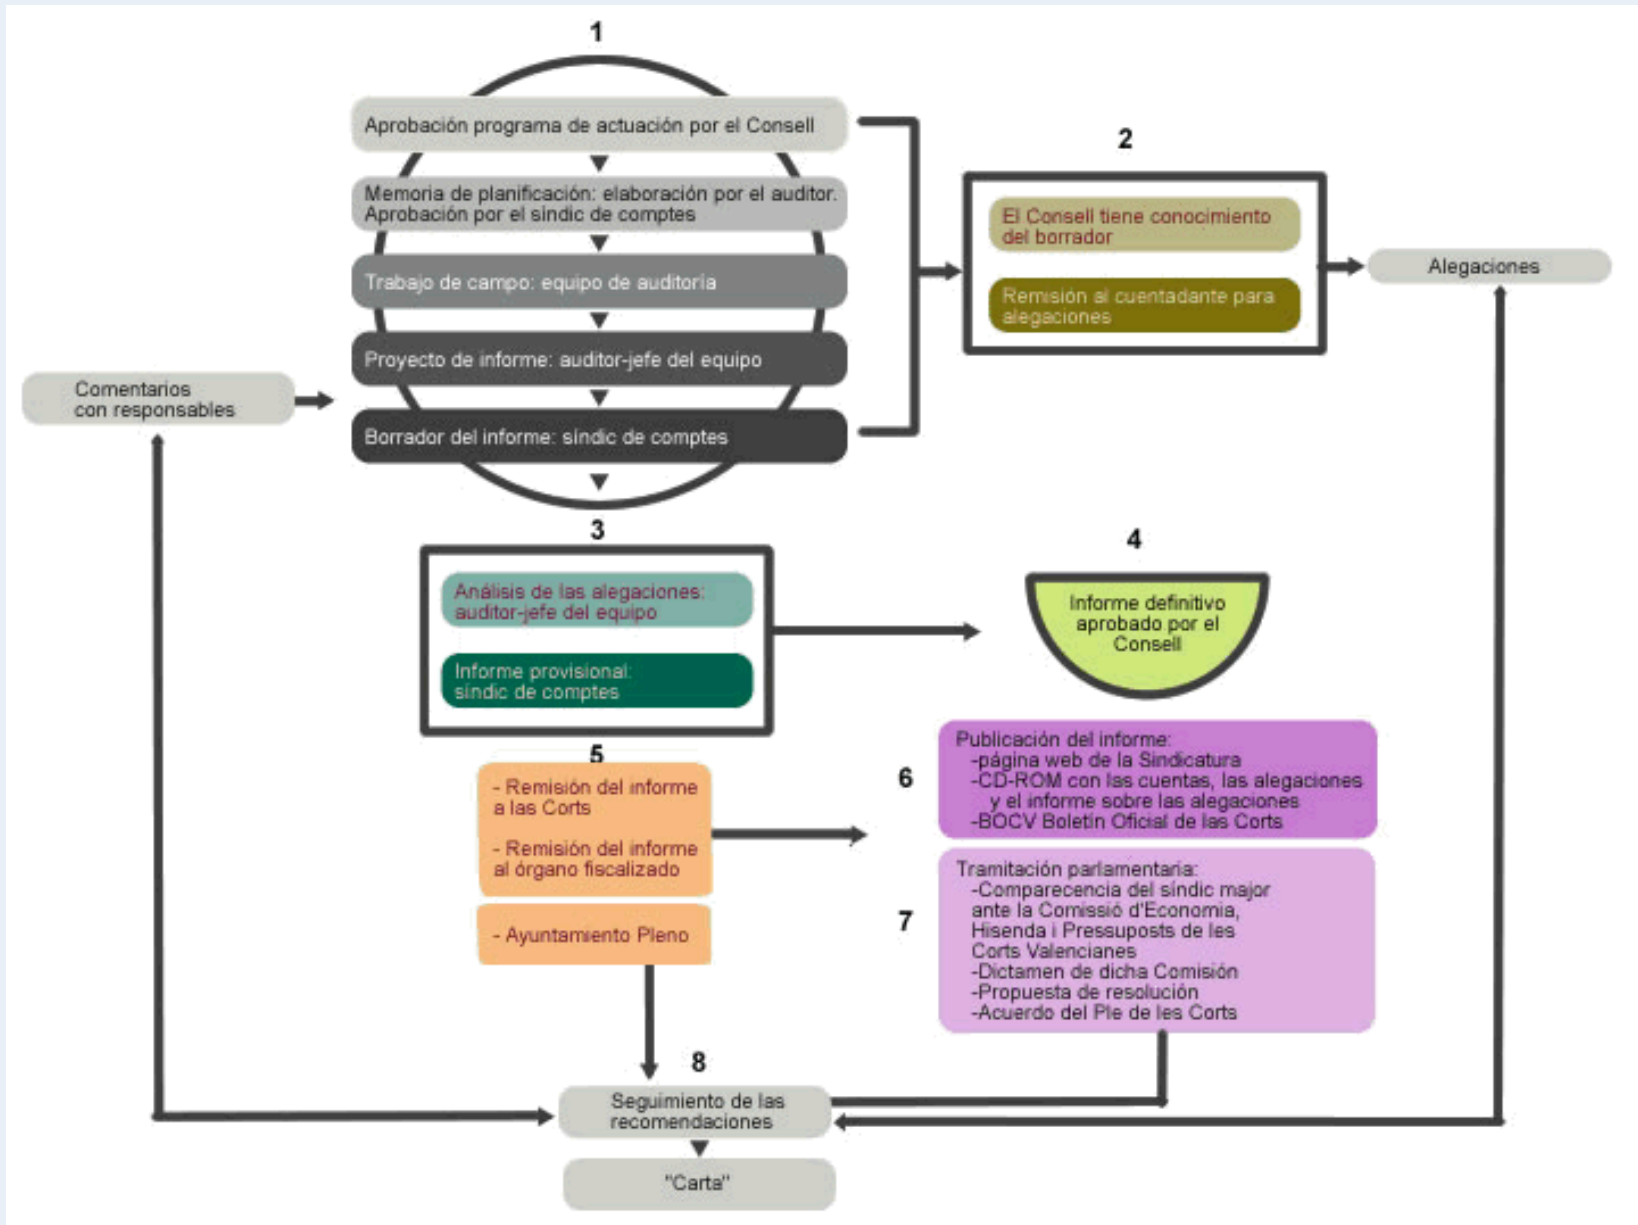 1
Aprobación programa de actuación por el Consell
Memoria de planificación: elaboración por el auditor.
Aprobación por el síndic de comptes
Trabajo de campo: equipo de auditoría
Proyecto de informe: auditor-jefe del equipo
Borrador del informe: síndic de comptes
2
El Consell tiene conocimiento
del borrador
Remisión al cuentadante para
alegaciones
Alegaciones
Comentarios
con responsables
3
Análisis de las alegaciones:
auditor-jefe del equipo
Informe provisional:
síndic de comptes
4
Informe definitivo
aprobado por el
Consell
5
- Remisión del informe
a las Corts
- Remisión del informe
al órgano fiscalizado
- Ayuntamiento Pleno
6
Publicación del informe:
-página web de la Sindicatura
-CD-ROM con las cuentas, las alegaciones
y el informe sobre las alegaciones
-BOCV Boletín Oficial de las Corts
7
Tramitación parlamentaria:
-Comparecencia del síndic major
ante la Comissió d'Economia,
Hisenda i Pressuposts de les
Corts Valencianes
-Dictamen de dicha Comisión
-Propuesta de resolución
-Acuerdo del Ple de les Corts
8
Seguimiento de las
recomendaciones
"Carta"